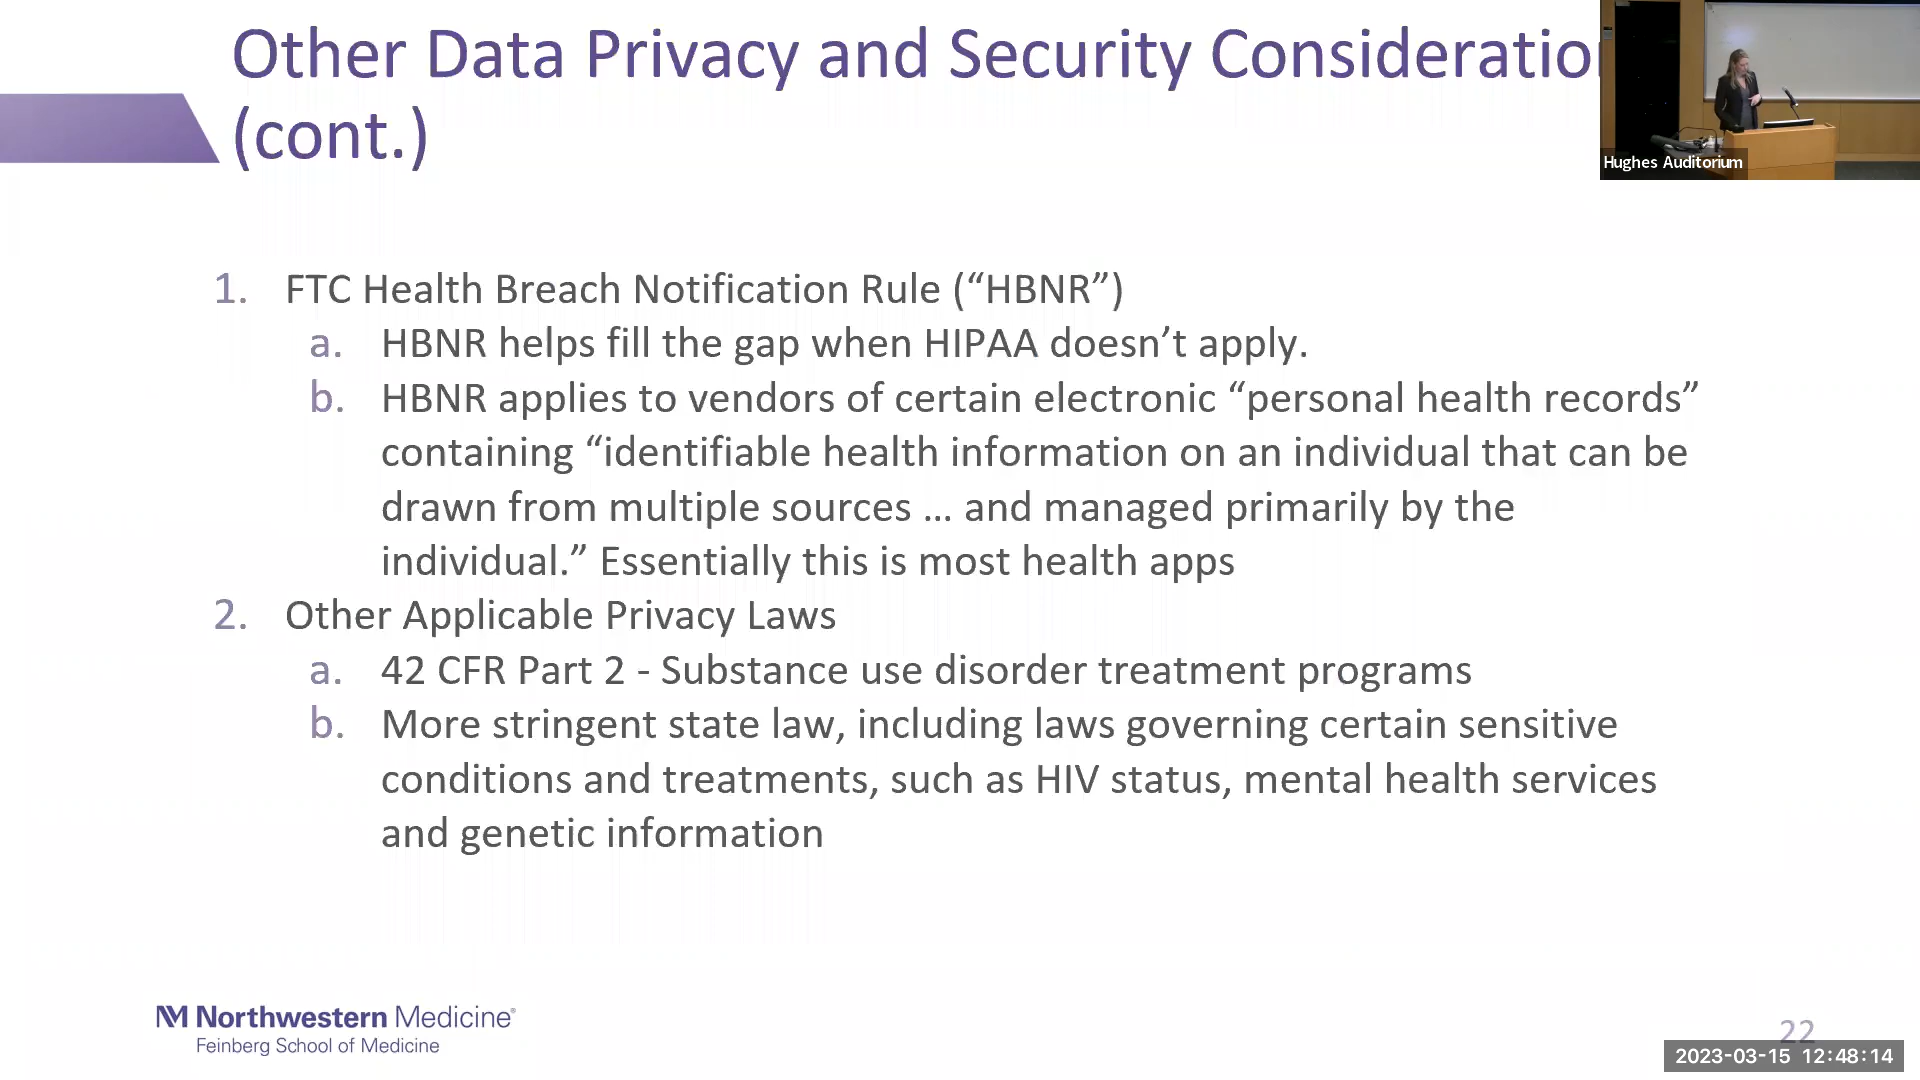 Other Data Privacy and Security Consideratio
(cont.)
Hughes Auditorium
1. FTC Health Breach Notification Rule (“HBNR”)
a. HBNR helps fill the gap when HIPAA doesn’t apply.
b. HBNR applies to vendors of certain electronic “personal health records”
containing “identifiable health information on an individual that can be
drawn from multiple sources … and managed primarily by the
individual.” Essentially this is most health apps
2. Other Applicable Privacy Laws
a. 42 CFR Part 2 - Substance use disorder treatment programs
b. More stringent state law, including laws governing certain sensitive
conditions and treatments, such as HIV status, mental health services
and genetic information
NM Northwestern Medicine®
Feinberg School of Medicine
22
2023-03-15 12:48:14